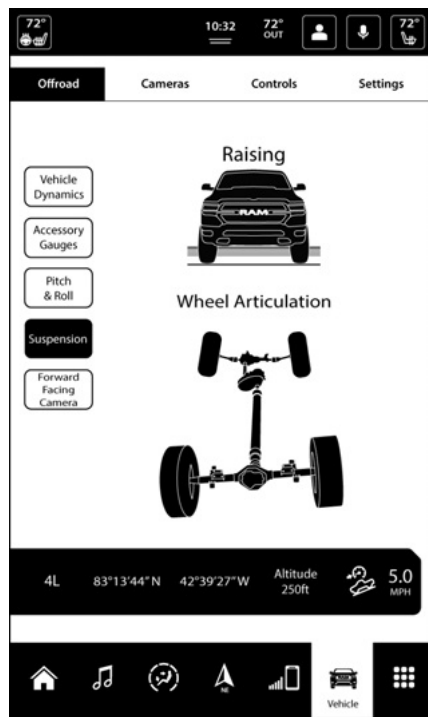 72°
10:32
72°
OUT
72°
Offroad
Cameras
Controls
Settings
Raising
RAM
Vehicle
Dynamics
Accessory
Gauges
Pitch
& Roll
Wheel Articulation
Suspension
Forward
Facing
Camera
4L
83°13'44"N
42°39'27"W
Altitude
250ft
5.0
MPH
NE
Vehicle